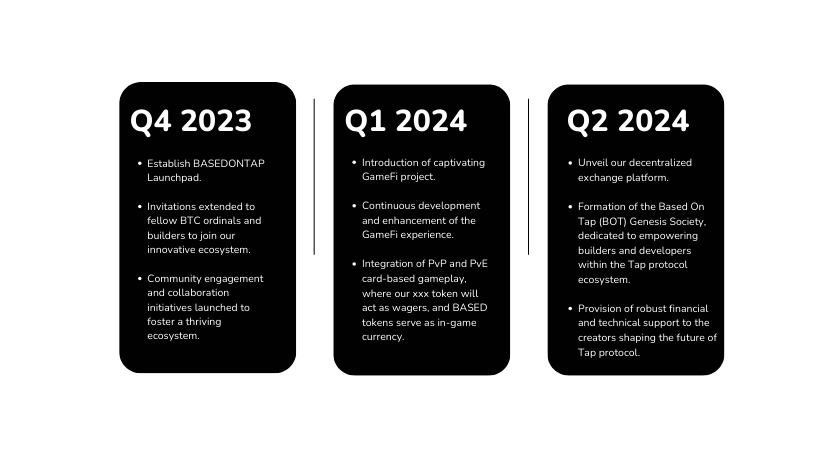 Q4 2023
• Establish BASEDONTAP
Launchpad.
• Invitations extended to
fellow BTC ordinals and
builders to join our
innovative ecosystem.
• Community engagement
and collaboration
initiatives launched to
foster a thriving
ecosystem.
Q1 2024
• Introduction of captivating
GameFi project.
• Continuous development
and enhancement of the
GameFi experience.
• Integration of PvP and PvE
card-based gameplay,
where our xxx token will
act as wagers, and BASED
tokens serve as in-game
currency.
Q2 2024
• Unveil our decentralized
exchange platform.
• Formation of the Based On
Tap (BOT) Genesis Society,
dedicated to empowering
builders and developers
within the Tap protocol
ecosystem.
• Provision of robust financial
and technical support to the
creators shaping the future of
Tap protocol.